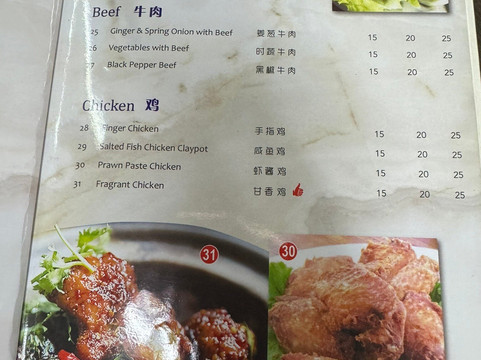 Beef 牛肉
25 Ginger & Spring Onion with Beef 姜葱牛肉 15 20 25
26 Vegetables with Beef 时蔬牛肉 15 20 25
27 Black Pepper Beef 黑椒牛肉 15 20 25
Chicken 鸡
28 Finger Chicken 手指鸡 15 20 25
29 Salted Fish Chicken Claypot 咸鱼鸡 15 20 25
30 Prawn Paste Chicken 虾酱鸡 15 20 25
31 Fragrant Chicken 甘香鸡 15 20 25
31 30